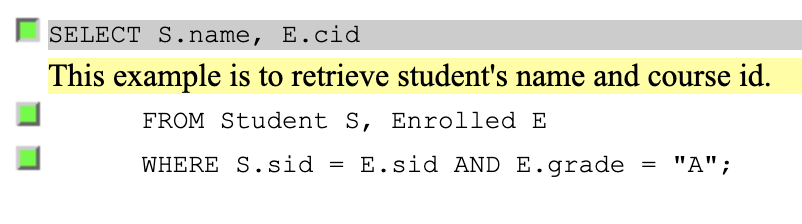 SELECT S.name, E.cid
This example is to retrieve student's name and course id.
FROM Student S, Enrolled E
WHERE S.sid = E.sid AND E.grade = "A";